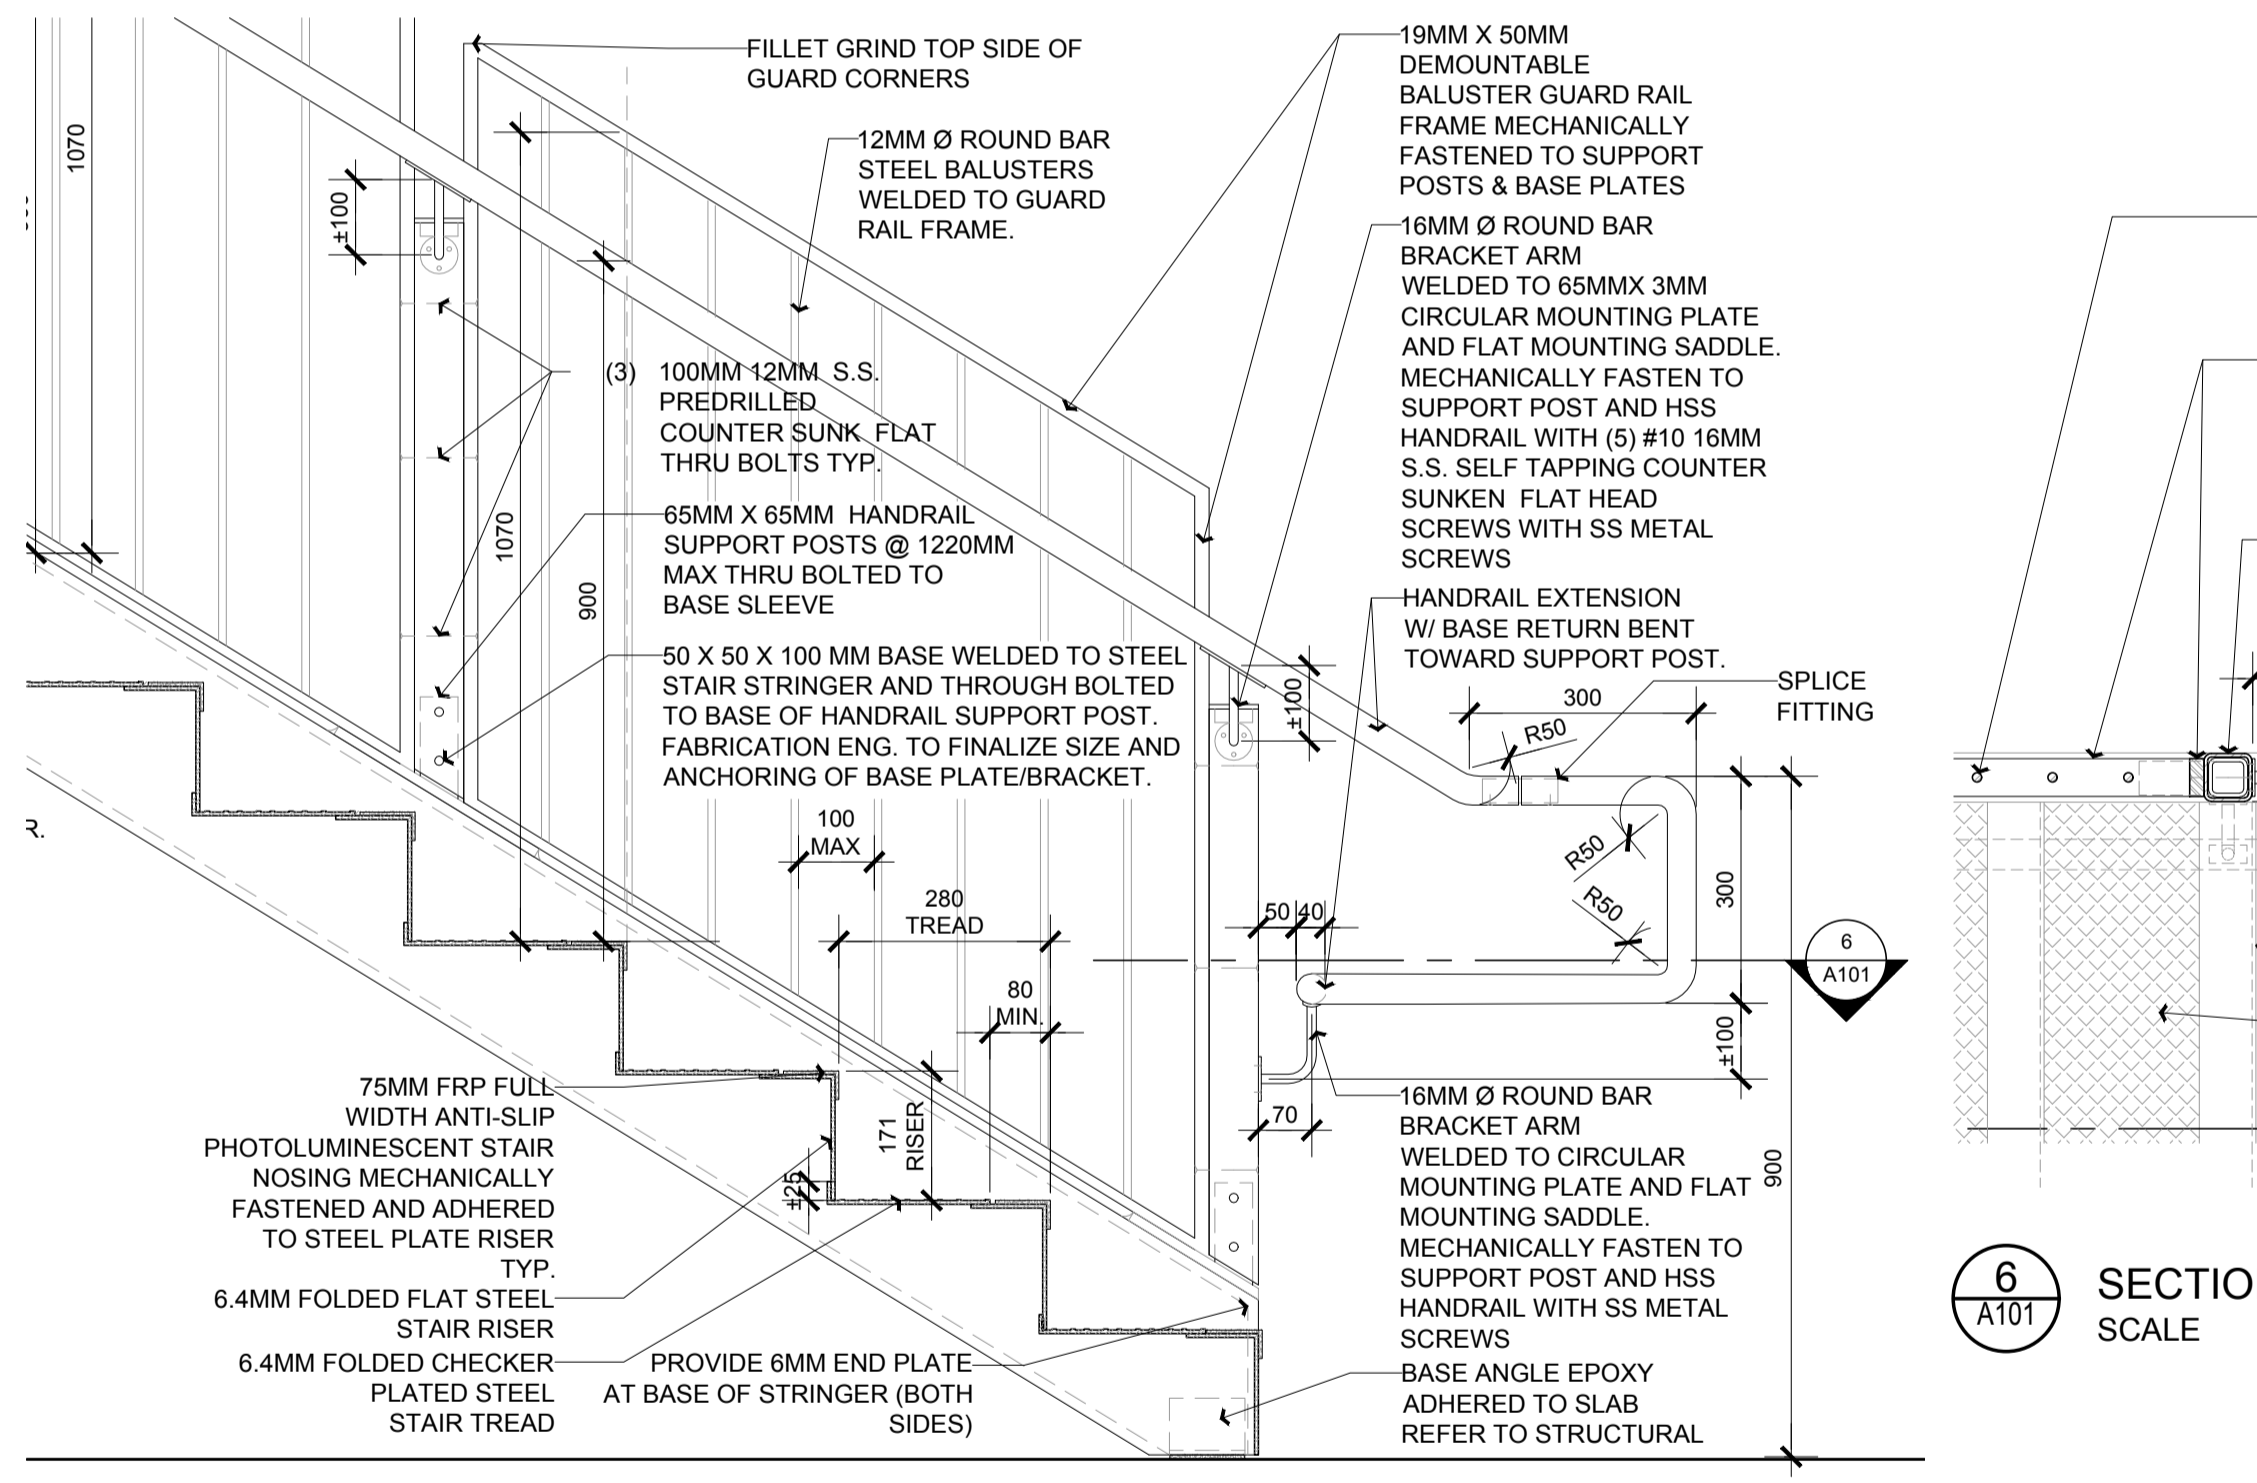 FILLET GRIND TOP SIDE OF
GUARD CORNERS
12MM Ø ROUND BAR
STEEL BALUSTERS
WELDED TO GUARD
RAIL FRAME.
19MM X 50MM
DEMOUNTABLE
BALUSTER GUARD RAIL
FRAME MECHANICALLY
FASTENED TO SUPPORT
POSTS & BASE PLATES
16MM Ø ROUND BAR
BRACKET ARM
WELDED TO 65MMX 3MM
CIRCULAR MOUNTING PLATE
AND FLAT MOUNTING SADDLE.
MECHANICALLY FASTEN TO
SUPPORT POST AND HSS
HANDRAIL WITH (5) #10 16MM
S.S. SELF TAPPING COUNTER
SUNKEN FLAT HEAD
SCREWS WITH SS METAL
SCREWS
HANDRAIL EXTENSION
W/ BASE RETURN BENT
TOWARD SUPPORT POST.
SPLICE
FITTING
1070
±100
(3) 100MM 12MM S.S.
PREDRILLED
COUNTER SUNK FLAT
THRU BOLTS TYP.
65MM X 65MM HANDRAIL
SUPPORT POSTS @ 1220MM
MAX THRU BOLTED TO
BASE SLEEVE
50 X 50 X 100 MM BASE WELDED TO STEEL
STAIR STRINGER AND THROUGH BOLTED
TO BASE OF HANDRAIL SUPPORT POST.
FABRICATION ENG. TO FINALIZE SIZE AND
ANCHORING OF BASE PLATE/BRACKET.
1070
900
±100
300
R50
R50
R50
300
100
MAX
280
TREAD
80
MIN.
50 40
6
A101
±100
70
900
171
RISER
±25
R.
75MM FRP FULL
WIDTH ANTI-SLIP
PHOTOLUMINESCENT STAIR
NOSING MECHANICALLY
FASTENED AND ADHERED
TO STEEL PLATE RISER
TYP.
6.4MM FOLDED FLAT STEEL
STAIR RISER
6.4MM FOLDED CHECKER
PLATED STEEL
STAIR TREAD
PROVIDE 6MM END PLATE
AT BASE OF STRINGER (BOTH
SIDES)
16MM Ø ROUND BAR
BRACKET ARM
WELDED TO CIRCULAR
MOUNTING PLATE AND FLAT
MOUNTING SADDLE.
MECHANICALLY FASTEN TO
SUPPORT POST AND HSS
HANDRAIL WITH SS METAL
SCREWS
BASE ANGLE EPOXY
ADHERED TO SLAB
REFER TO STRUCTURAL
6
A101
SECTIO
SCALE